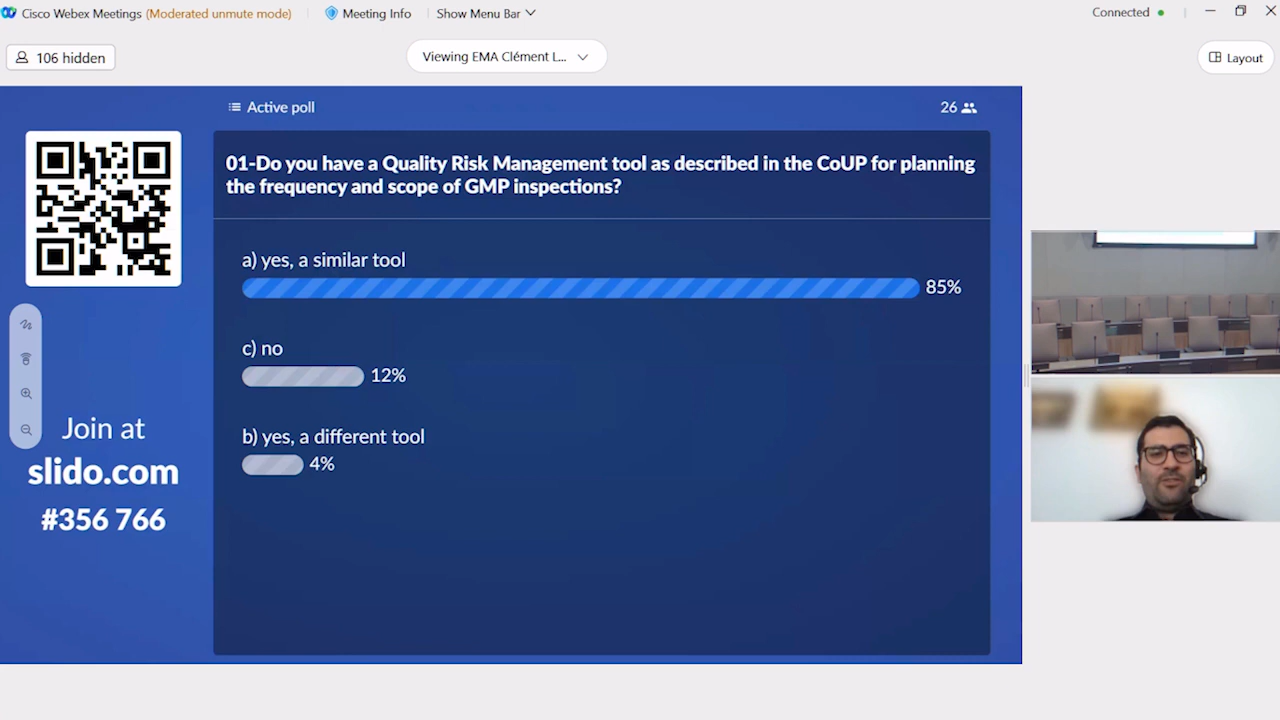 Cisco Webex Meetings (Moderated unmute mode)
Meeting Info
Show Menu Bar
Connected
106 hidden
Viewing EMA Clément L...
Layout
Active poll
26
01-Do you have a Quality Risk Management tool as described in the CoUP for planning
the frequency and scope of GMP inspections?
a) yes, a similar tool
85%
c) no
12%
b) yes, a different tool
4%
Join at
slido.com
#356 766